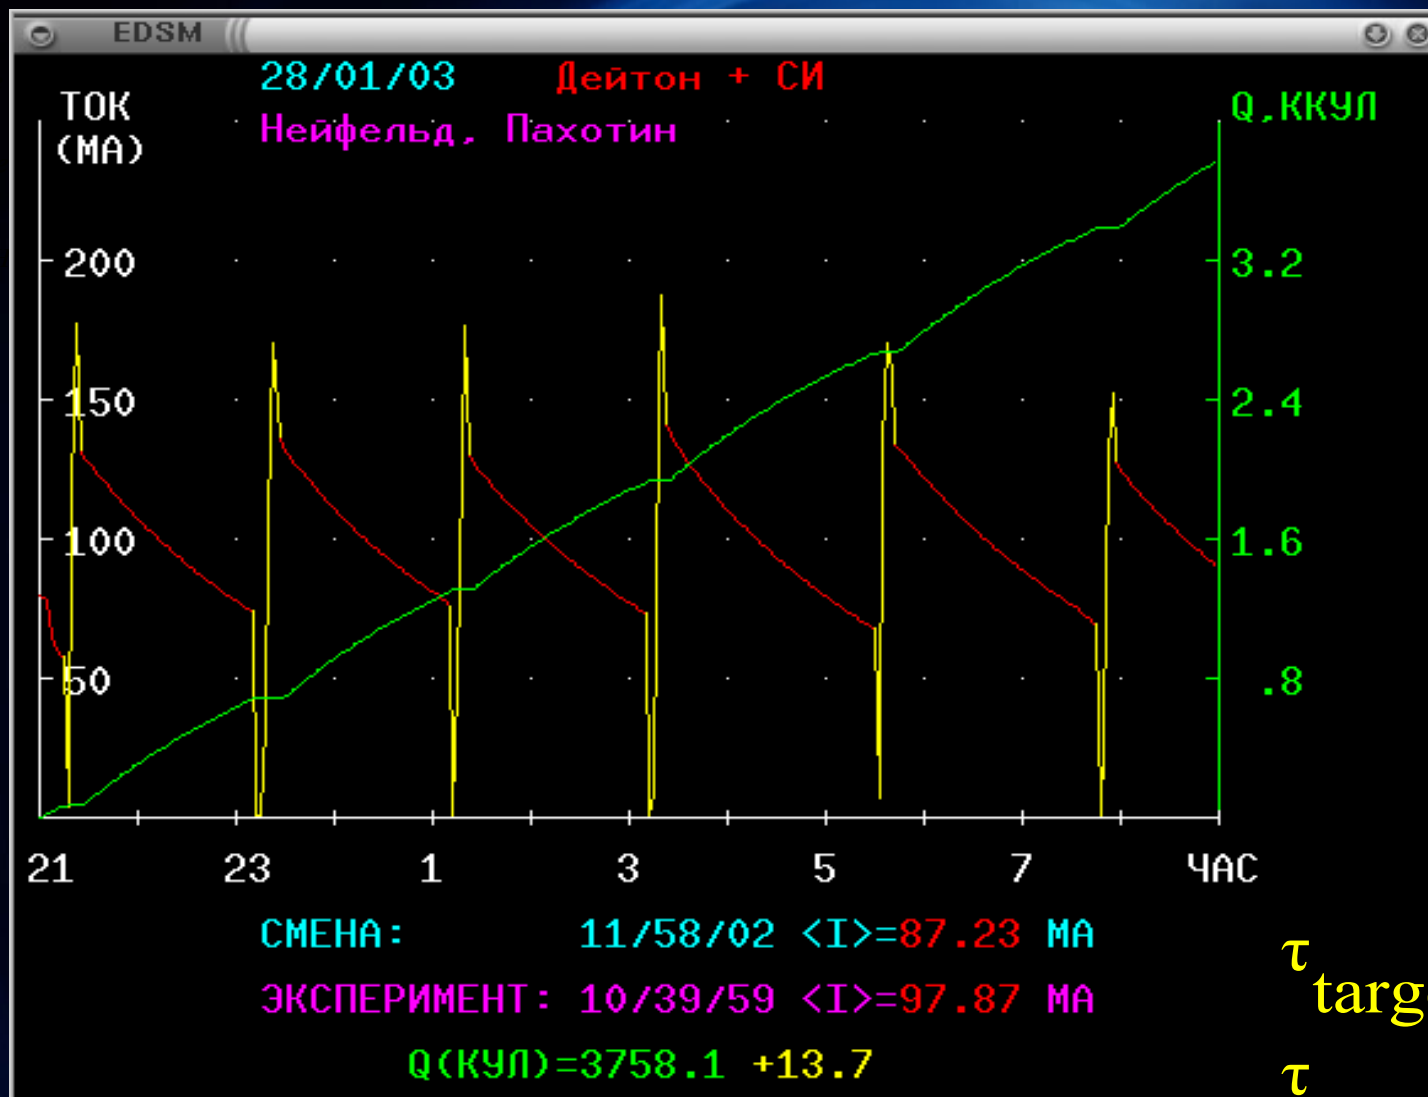 EDSM
28/01/03 Дейтон + СИ
ТОК
(МА)
Q,ККУЛ
Нейфельд, Пахотин
200
3.2
150
2.4
100
1.6
50
.8
21 23 1 3 5 7 ЧАС
СМЕНА: 11/58/02 <I>=87.23 МА
ЭКСПЕРИМЕНТ: 10/39/59 <I>=97.87 МА
Q(КУЛ)=3758.1 +13.7
τ targ
τ